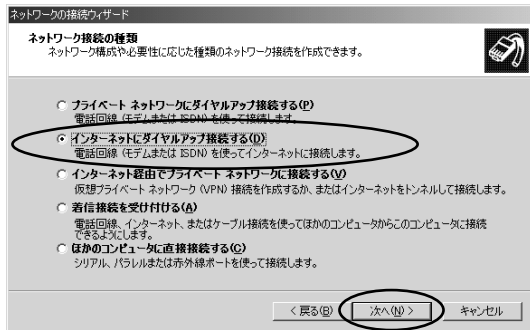 ネットワークの接続ウィザード
ネットワーク接続の種類
ネットワーク構成や必要性に応じた種類のネットワーク接続を作成できます。
プライベート ネットワークにダイヤルアップ接続する(P)
電話回線 (モデムまたは ISDN) を使って接続します。
インターネットにダイヤルアップ接続する(D)
電話回線 (モデムまたは ISDN) を使ってインターネットに接続します。
インターネット経由でプライベート ネットワークに接続する(V)
仮想プライベート ネットワーク (VPN) 接続を作成するか、またはインターネットをトンネルして接続します。
着信接続を受け付ける(A)
電話回線、インターネット、またはケーブル接続を使ってほかのコンピュータからこのコンピュータに接続
できるようにします。
ほかのコンピュータに直接接続する(C)
シリアル、パラレルまたは赤外線ポートを使って接続します。
< 戻る(B) 次へ(N) > キャンセル